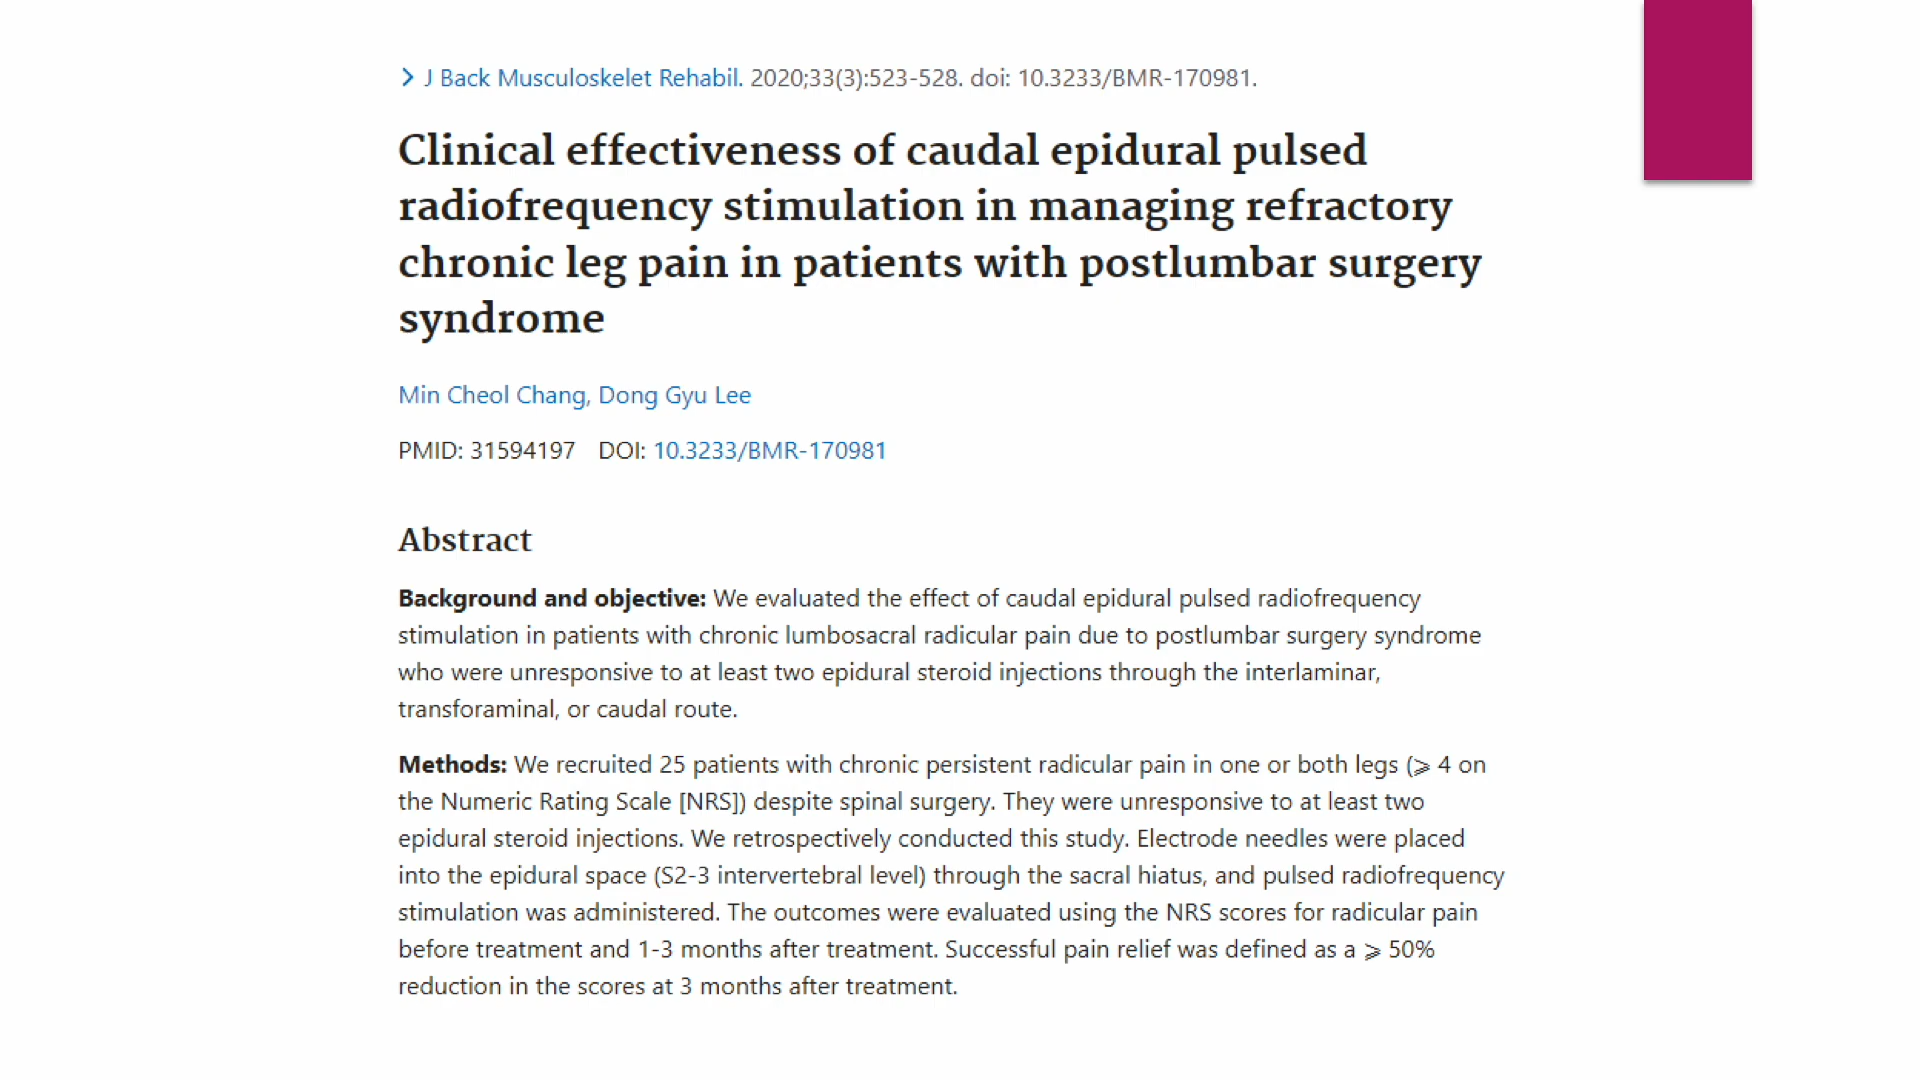 > J Back Musculoskelet Rehabil. 2020;33(3):523-528. doi: 10.3233/BMR-170981.
Clinical effectiveness of caudal epidural pulsed
radiofrequency stimulation in managing refractory
chronic leg pain in patients with postlumbar surgery
syndrome
Min Cheol Chang, Dong Gyu Lee
PMID: 31594197 DOI: 10.3233/BMR-170981
Abstract
Background and objective: We evaluated the effect of caudal epidural pulsed radiofrequency
stimulation in patients with chronic lumbosacral radicular pain due to postlumbar surgery syndrome
who were unresponsive to at least two epidural steroid injections through the interlaminar,
transforaminal, or caudal route.
Methods: We recruited 25 patients with chronic persistent radicular pain in one or both legs (⩾ 4 on
the Numeric Rating Scale [NRS]) despite spinal surgery. They were unresponsive to at least two
epidural steroid injections. We retrospectively conducted this study. Electrode needles were placed
into the epidural space (S2-3 intervertebral level) through the sacral hiatus, and pulsed radiofrequency
stimulation was administered. The outcomes were evaluated using the NRS scores for radicular pain
before treatment and 1-3 months after treatment. Successful pain relief was defined as a ⩾ 50%
reduction in the scores at 3 months after treatment.